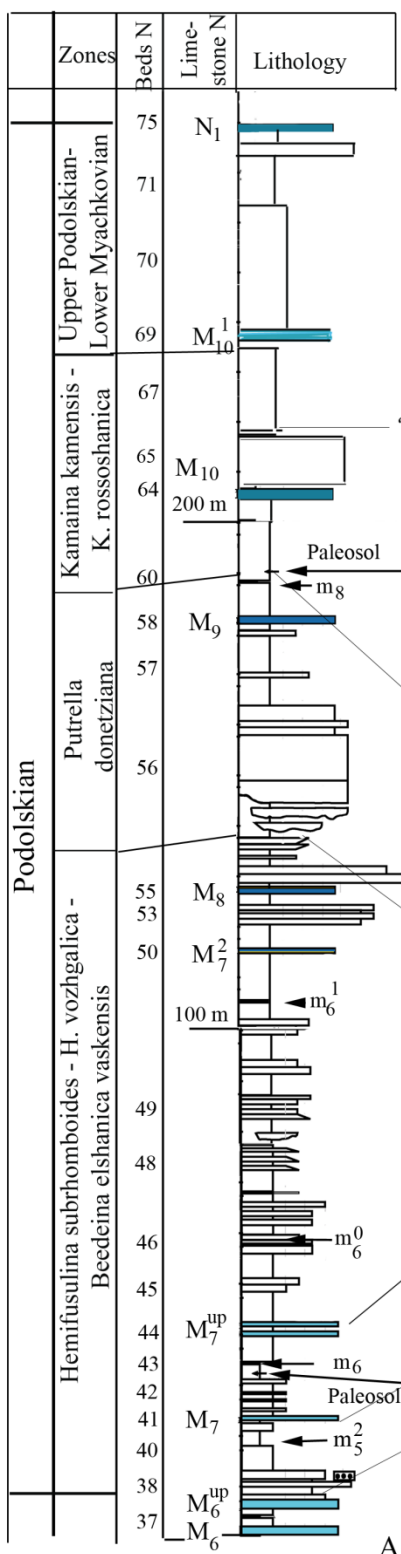 Zones
Beds N
Lime-
stone N
Lithology
Podolskian
Upper Podolskian-
Lower Myachkovian
Kamaina kamensis -
K. rossoshanica
Putrella
donetziana
Hemifusulina subrhomboides - H. vozhgalica -
Beedeina elshanica vaskensis
75
N1
71
70
69
M10^1
67
65
M10
64
200 m
Paleosol
60
m8
58
M9
57
56
55
M8
53
50
M7^2
m6^1
100 m
49
48
46
m6^0
45
M7^up
44
43
m6
42
Paleosol
41
M7
m5^2
40
38
M6^up
37
M6
A